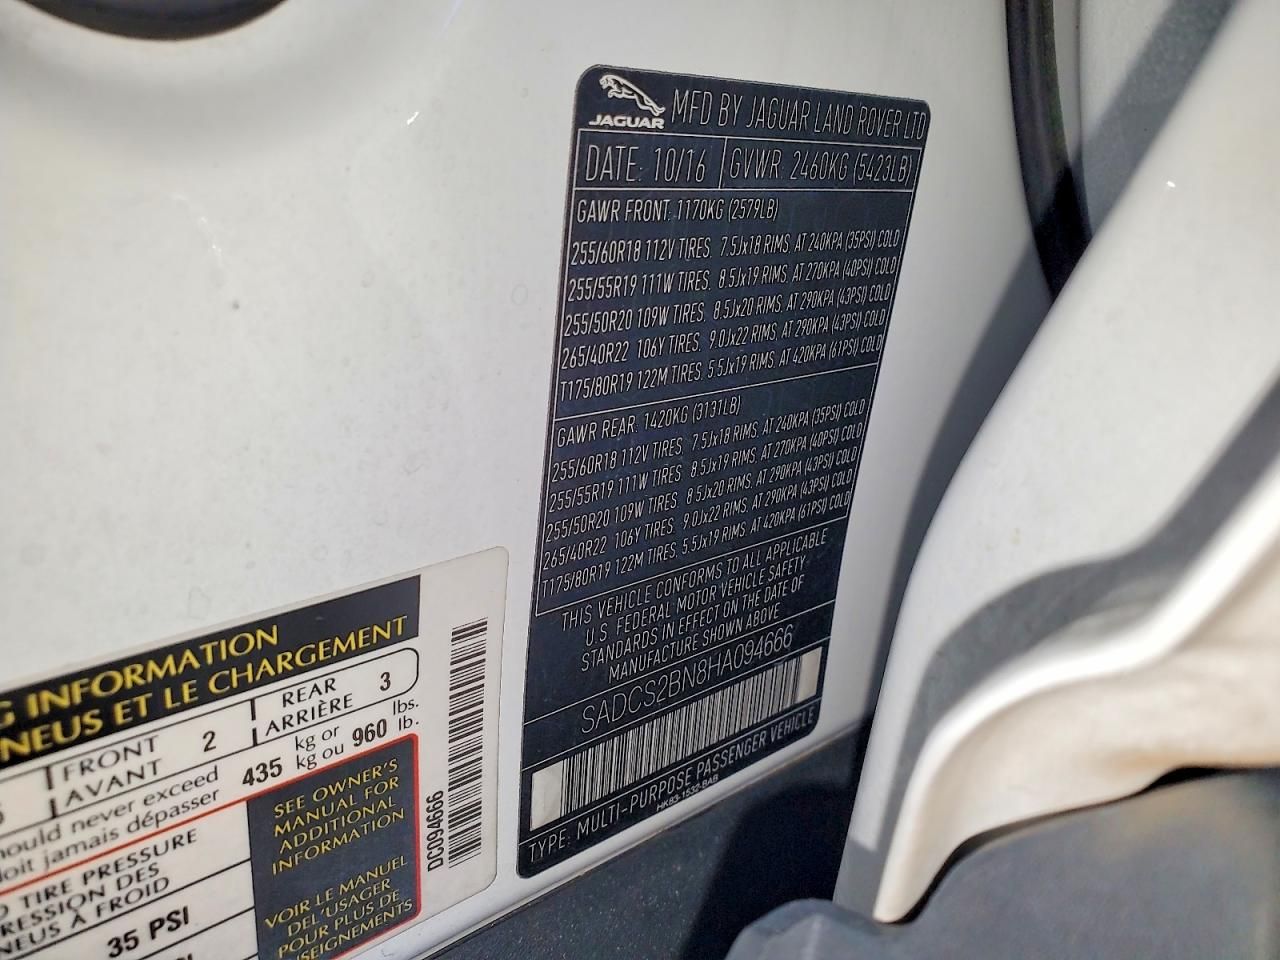 JAGUAR
MFD BY JAGUAR LAND ROVER LTD
DATE: 10/16 GVWR: 2460KG (5423LB)
GAWR FRONT: 1170KG (2579LB)
255/60R18 112V TIRES, 7.5Jx18 RIMS, AT 240KPA (35PSI) COLD
255/55R19 111W TIRES, 8.5Jx19 RIMS, AT 270KPA (40PSI) COLD
255/50R20 109W TIRES, 8.5Jx20 RIMS, AT 290KPA (43PSI) COLD
265/40R22 106Y TIRES, 9.0Jx22 RIMS, AT 290KPA (43PSI) COLD
T175/80R19 122M TIRES, 5.5Jx19 RIMS, AT 420KPA (61PSI) COLD
GAWR REAR: 1420KG (3131LB)
255/60R18 112V TIRES, 7.5Jx18 RIMS, AT 240KPA (35PSI) COLD
255/55R19 111W TIRES, 8.5Jx19 RIMS, AT 270KPA (40PSI) COLD
255/50R20 109W TIRES, 8.5Jx20 RIMS, AT 290KPA (43PSI) COLD
265/40R22 106Y TIRES, 9.0Jx22 RIMS, AT 290KPA (43PSI) COLD
T175/80R19 122M TIRES, 5.5Jx19 RIMS, AT 420KPA (61PSI) COLD
THIS VEHICLE CONFORMS TO ALL APPLICABLE
U.S. FEDERAL MOTOR VEHICLE SAFETY
STANDARDS IN EFFECT ON THE DATE OF
MANUFACTURE SHOWN ABOVE
SADCS2BN8HA094666
TYPE: MULTI-PURPOSE PASSENGER VEHICLE
HK83-1532-BAB
G INFORMATION
NEUS ET LE CHARGEMENT
FRONT 2 REAR 3
AVANT ARRIÈRE
ould never exceed 435 kg or 960 lbs.
oit jamais dépasser kg ou lb.
TIRE PRESSURE
RESSION DES
NEUS À FROID
35 PSI
SEE OWNER'S
MANUAL FOR
ADDITIONAL
INFORMATION
VOIR LE MANUEL
DEL'USAGER
POUR PLUS DE
SEIGNEMENTS
DC094666